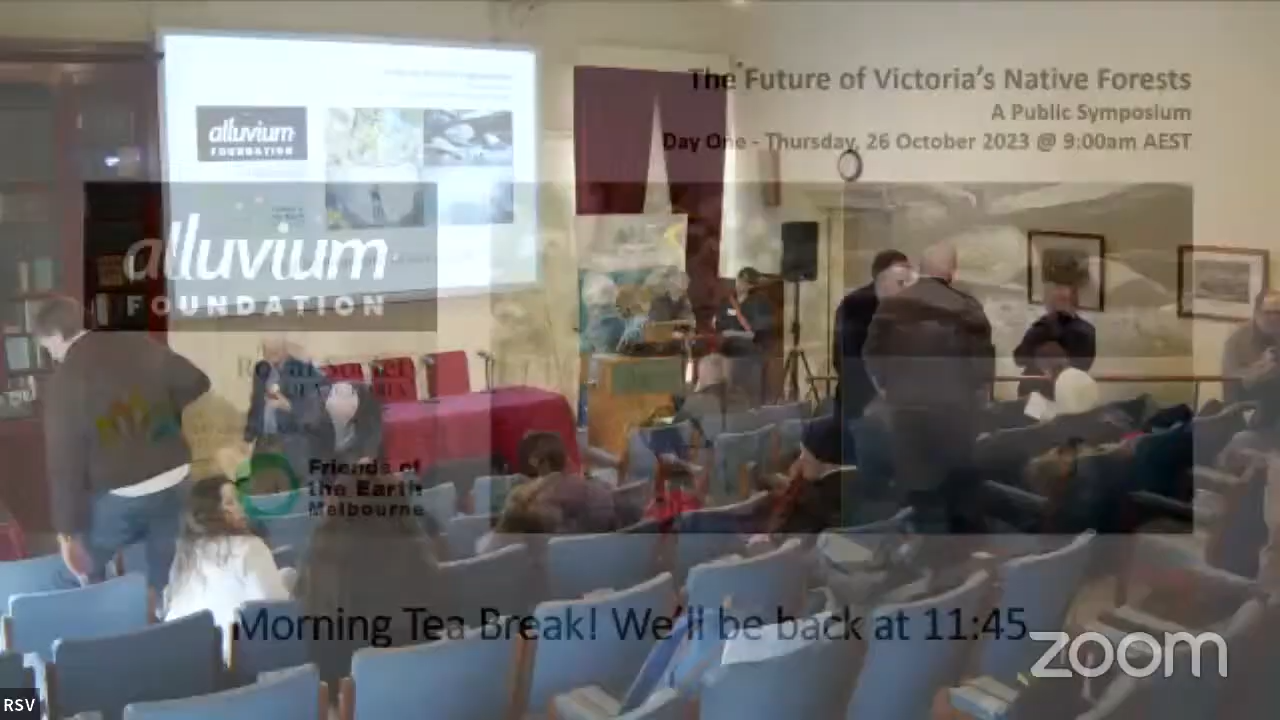 The Future of Victoria's Native Forests
A Public Symposium
Day One - Thursday, 26 October 2023 @ 9:00am AEST
alluvium
FOUNDATION
alluvium
FOUNDATION
Royal Society
Friends of
the Earth
Melbourne
Morning Tea Break! We'll be back at 11:45
zoom
RSV